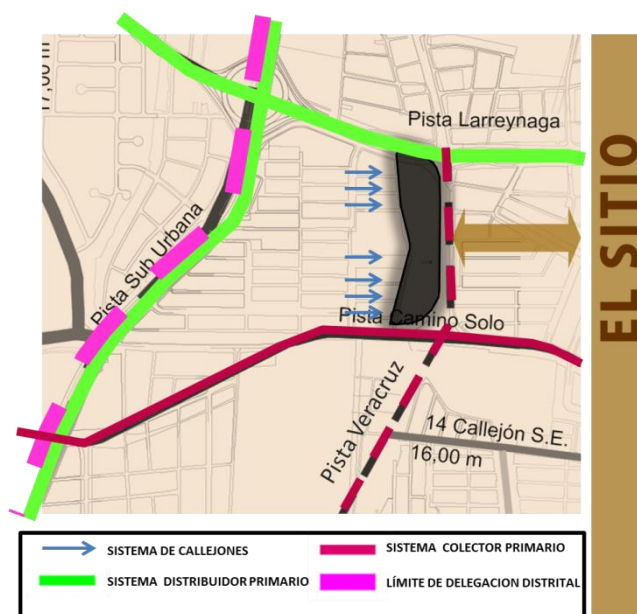 17,00 m
Pista Larreynaga
Pista Sub Urbana
Pista Camino Solo
Pista Veracruz
14 Callejón S.E.
16,00 m
EL SITIO
SISTEMA DE CALLEJONES
SISTEMA COLECTOR PRIMARIO
SISTEMA DISTRIBUIDOR PRIMARIO
LÍMITE DE DELEGACION DISTRITAL